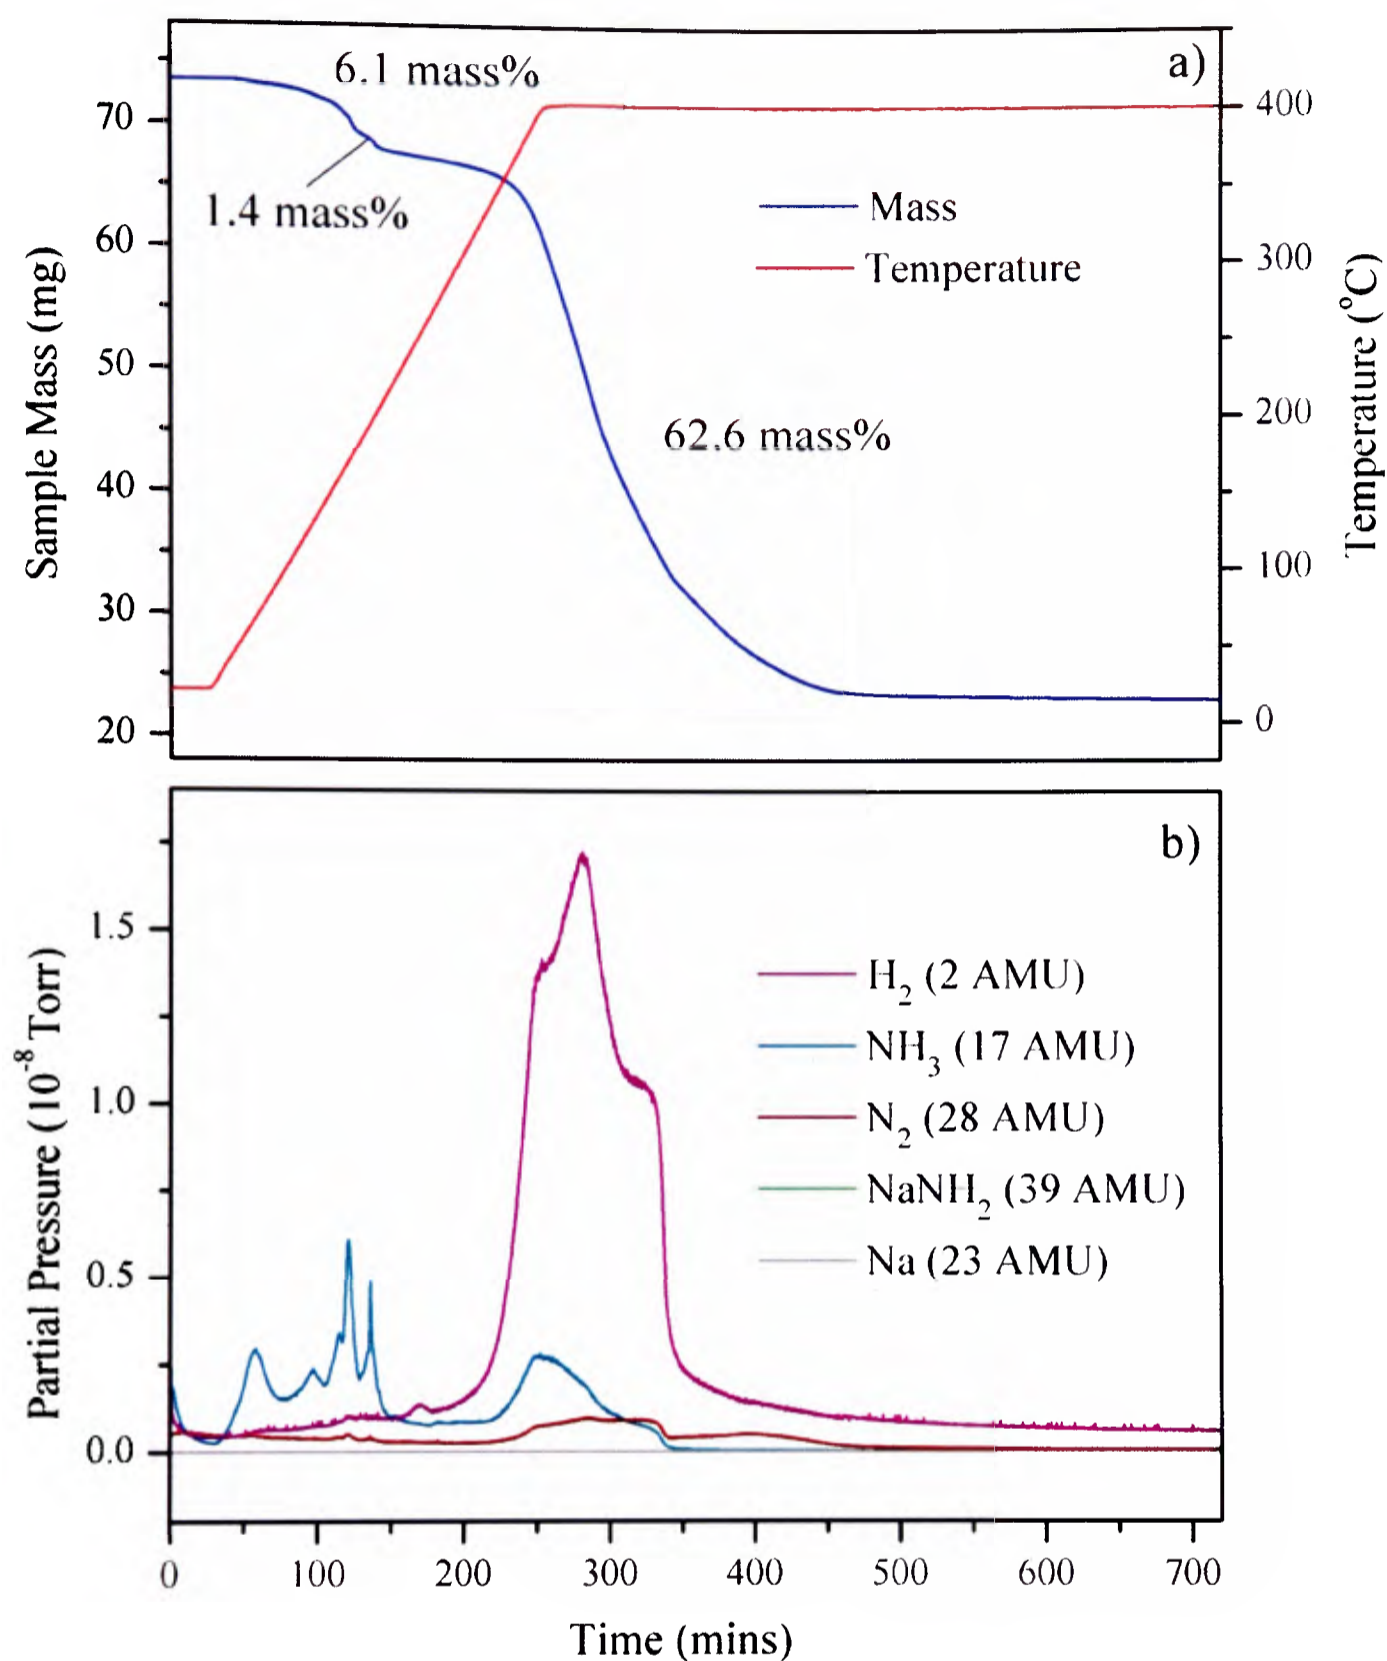 a)
6.1 mass%
1.4 mass%
62.6 mass%
Mass
Temperature
Sample Mass (mg)
70
60
50
40
30
20
Temperature (°C)
400
300
200
100
0
b)
H₂ (2 AMU)
NH₃ (17 AMU)
N₂ (28 AMU)
NaNH₂ (39 AMU)
Na (23 AMU)
Partial Pressure (10⁻⁸ Torr)
1.5
1.0
0.5
0.0
0 100 200 300 400 500 600 700
Time (mins)